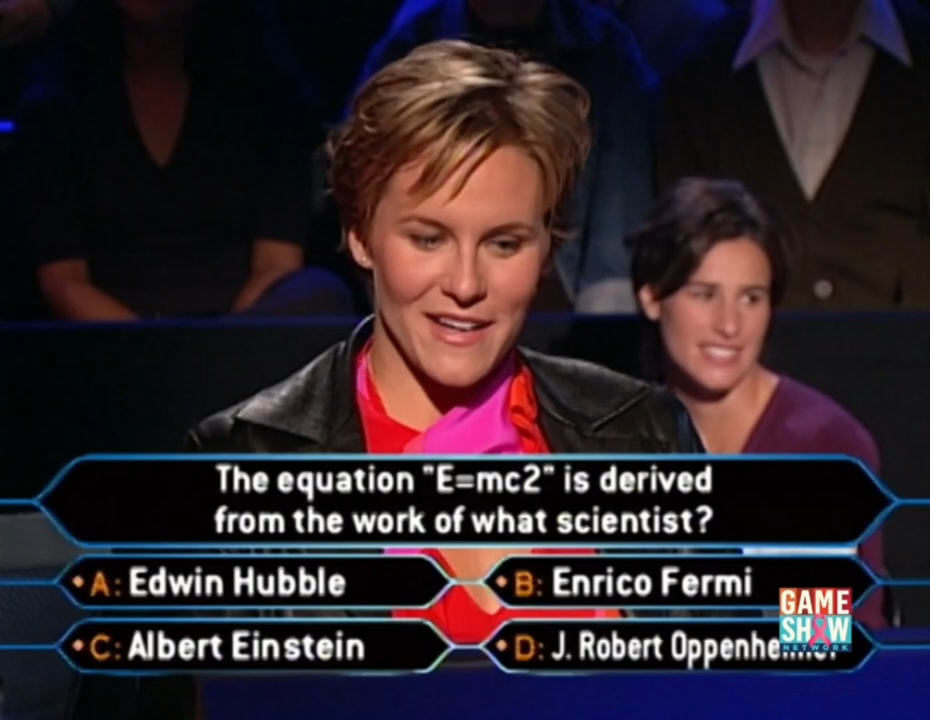 The equation "E=mc2" is derived
from the work of what scientist?
A: Edwin Hubble
B: Enrico Fermi
C: Albert Einstein
D: J. Robert
GAME
SHOW
NETWORK